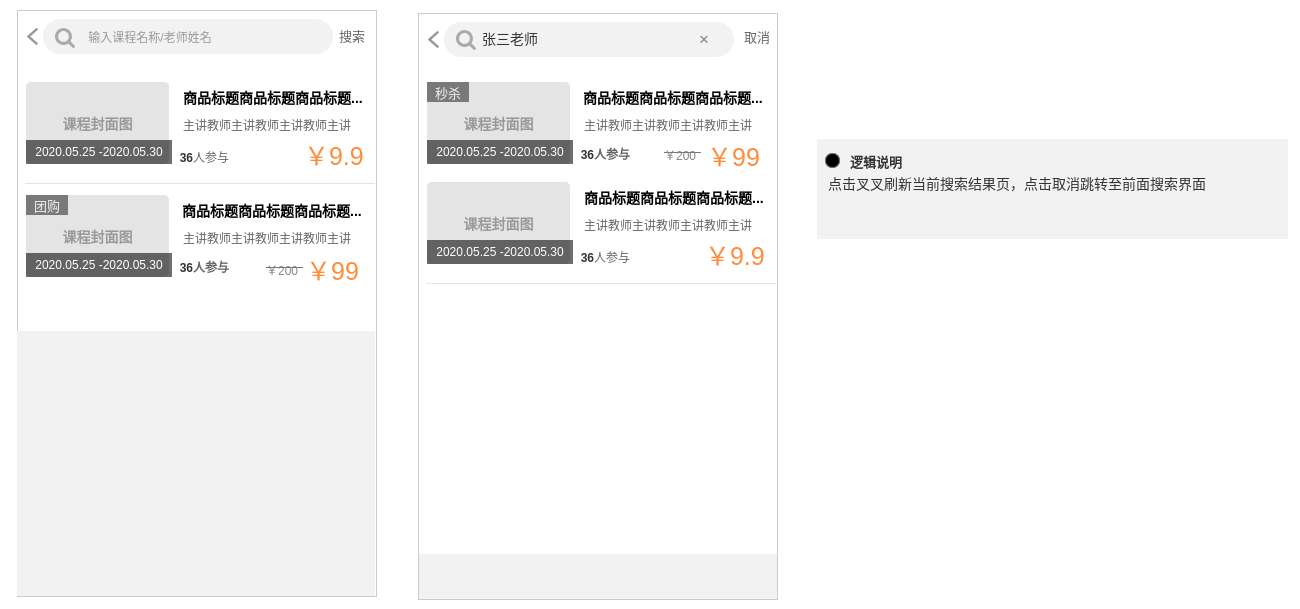 输入课程名称/老师姓名
搜索
课程封面图
2020.05.25 -2020.05.30
商品标题商品标题商品标题...
主讲教师主讲教师主讲教师主讲
36人参与
￥9.9
团购
课程封面图
2020.05.25 -2020.05.30
商品标题商品标题商品标题...
主讲教师主讲教师主讲教师主讲
36人参与
￥200
￥99
张三老师
×
取消
秒杀
课程封面图
2020.05.25 -2020.05.30
商品标题商品标题商品标题...
主讲教师主讲教师主讲教师主讲
36人参与
￥200
￥99
课程封面图
2020.05.25 -2020.05.30
商品标题商品标题商品标题...
主讲教师主讲教师主讲教师主讲
36人参与
￥9.9
逻辑说明
点击叉叉刷新当前搜索结果页，点击取消跳转至前面搜索界面